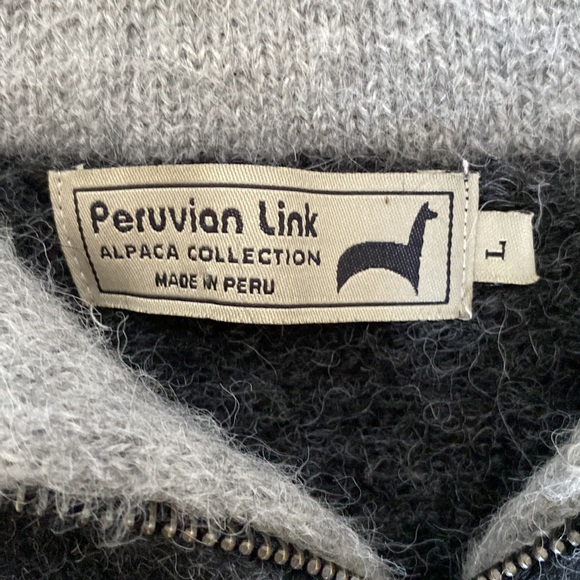 Peruvian Link
ALPACA COLLECTION
MADE IN PERU
L